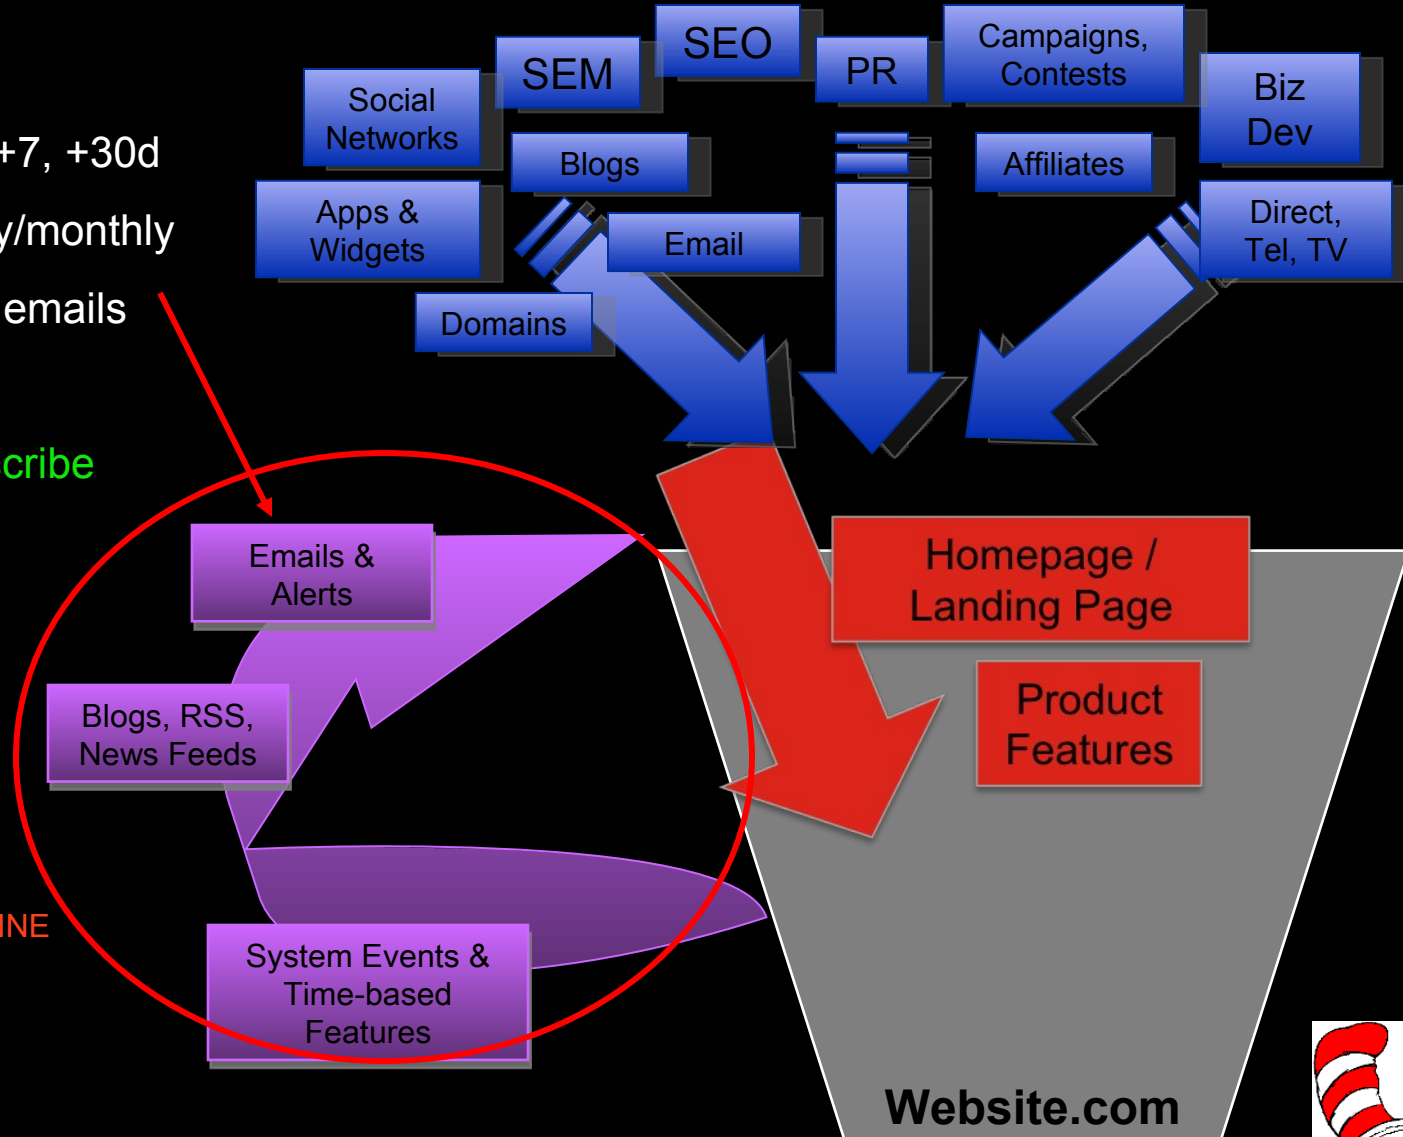 SEO
Campaigns,
Contests
SEM
PR
Biz
Dev
Social
Networks
+7, +30d
Blogs
Affiliates
Apps &
Widgets
y/monthly
Email
Direct,
Tel, TV
emails
Domains
cribe
Emails &
Alerts
Homepage /
Landing Page
Blogs, RSS,
News Feeds
Product
Features
INE
System Events &
Time-based
Features
Website.com